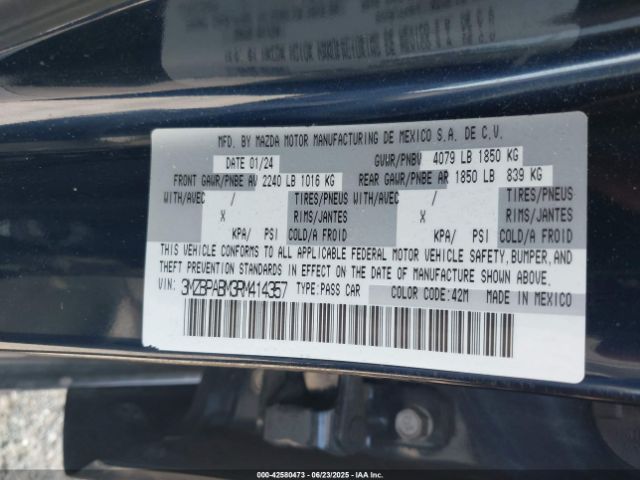 MFD. BY MAZDA MOTOR MANUFACTURING DE MEXICO S.A. DE C.V.
DATE 01/24 GVWR/PNBV 4079 LB 1850 KG
FRONT GAWR/PNBE AV 2240 LB 1016 KG REAR GAWR/PNBE AR 1850 LB 839 KG
WITH/AVEC / TIRES/PNEUS WITH/AVEC / TIRES/PNEUS
X RIMS/JANTES X RIMS/JANTES
KPA/ PSI COLD/A FROID KPA/ PSI COLD/A FROID
THIS VEHICLE CONFORMS TO ALL APPLICABLE FEDERAL MOTOR VEHICLE SAFETY, BUMPER, AND
THEFT PREVENTION STANDARDS IN EFFECT ON THE DATE OF MANUFACTURE SHOWN ABOVE.
VIN: 3MZBPABM3RM414357 TYPE:PASS CAR COLOR CODE:42M MADE IN MEXICO
000-42580473 06/23/2025 - IAAI.COM